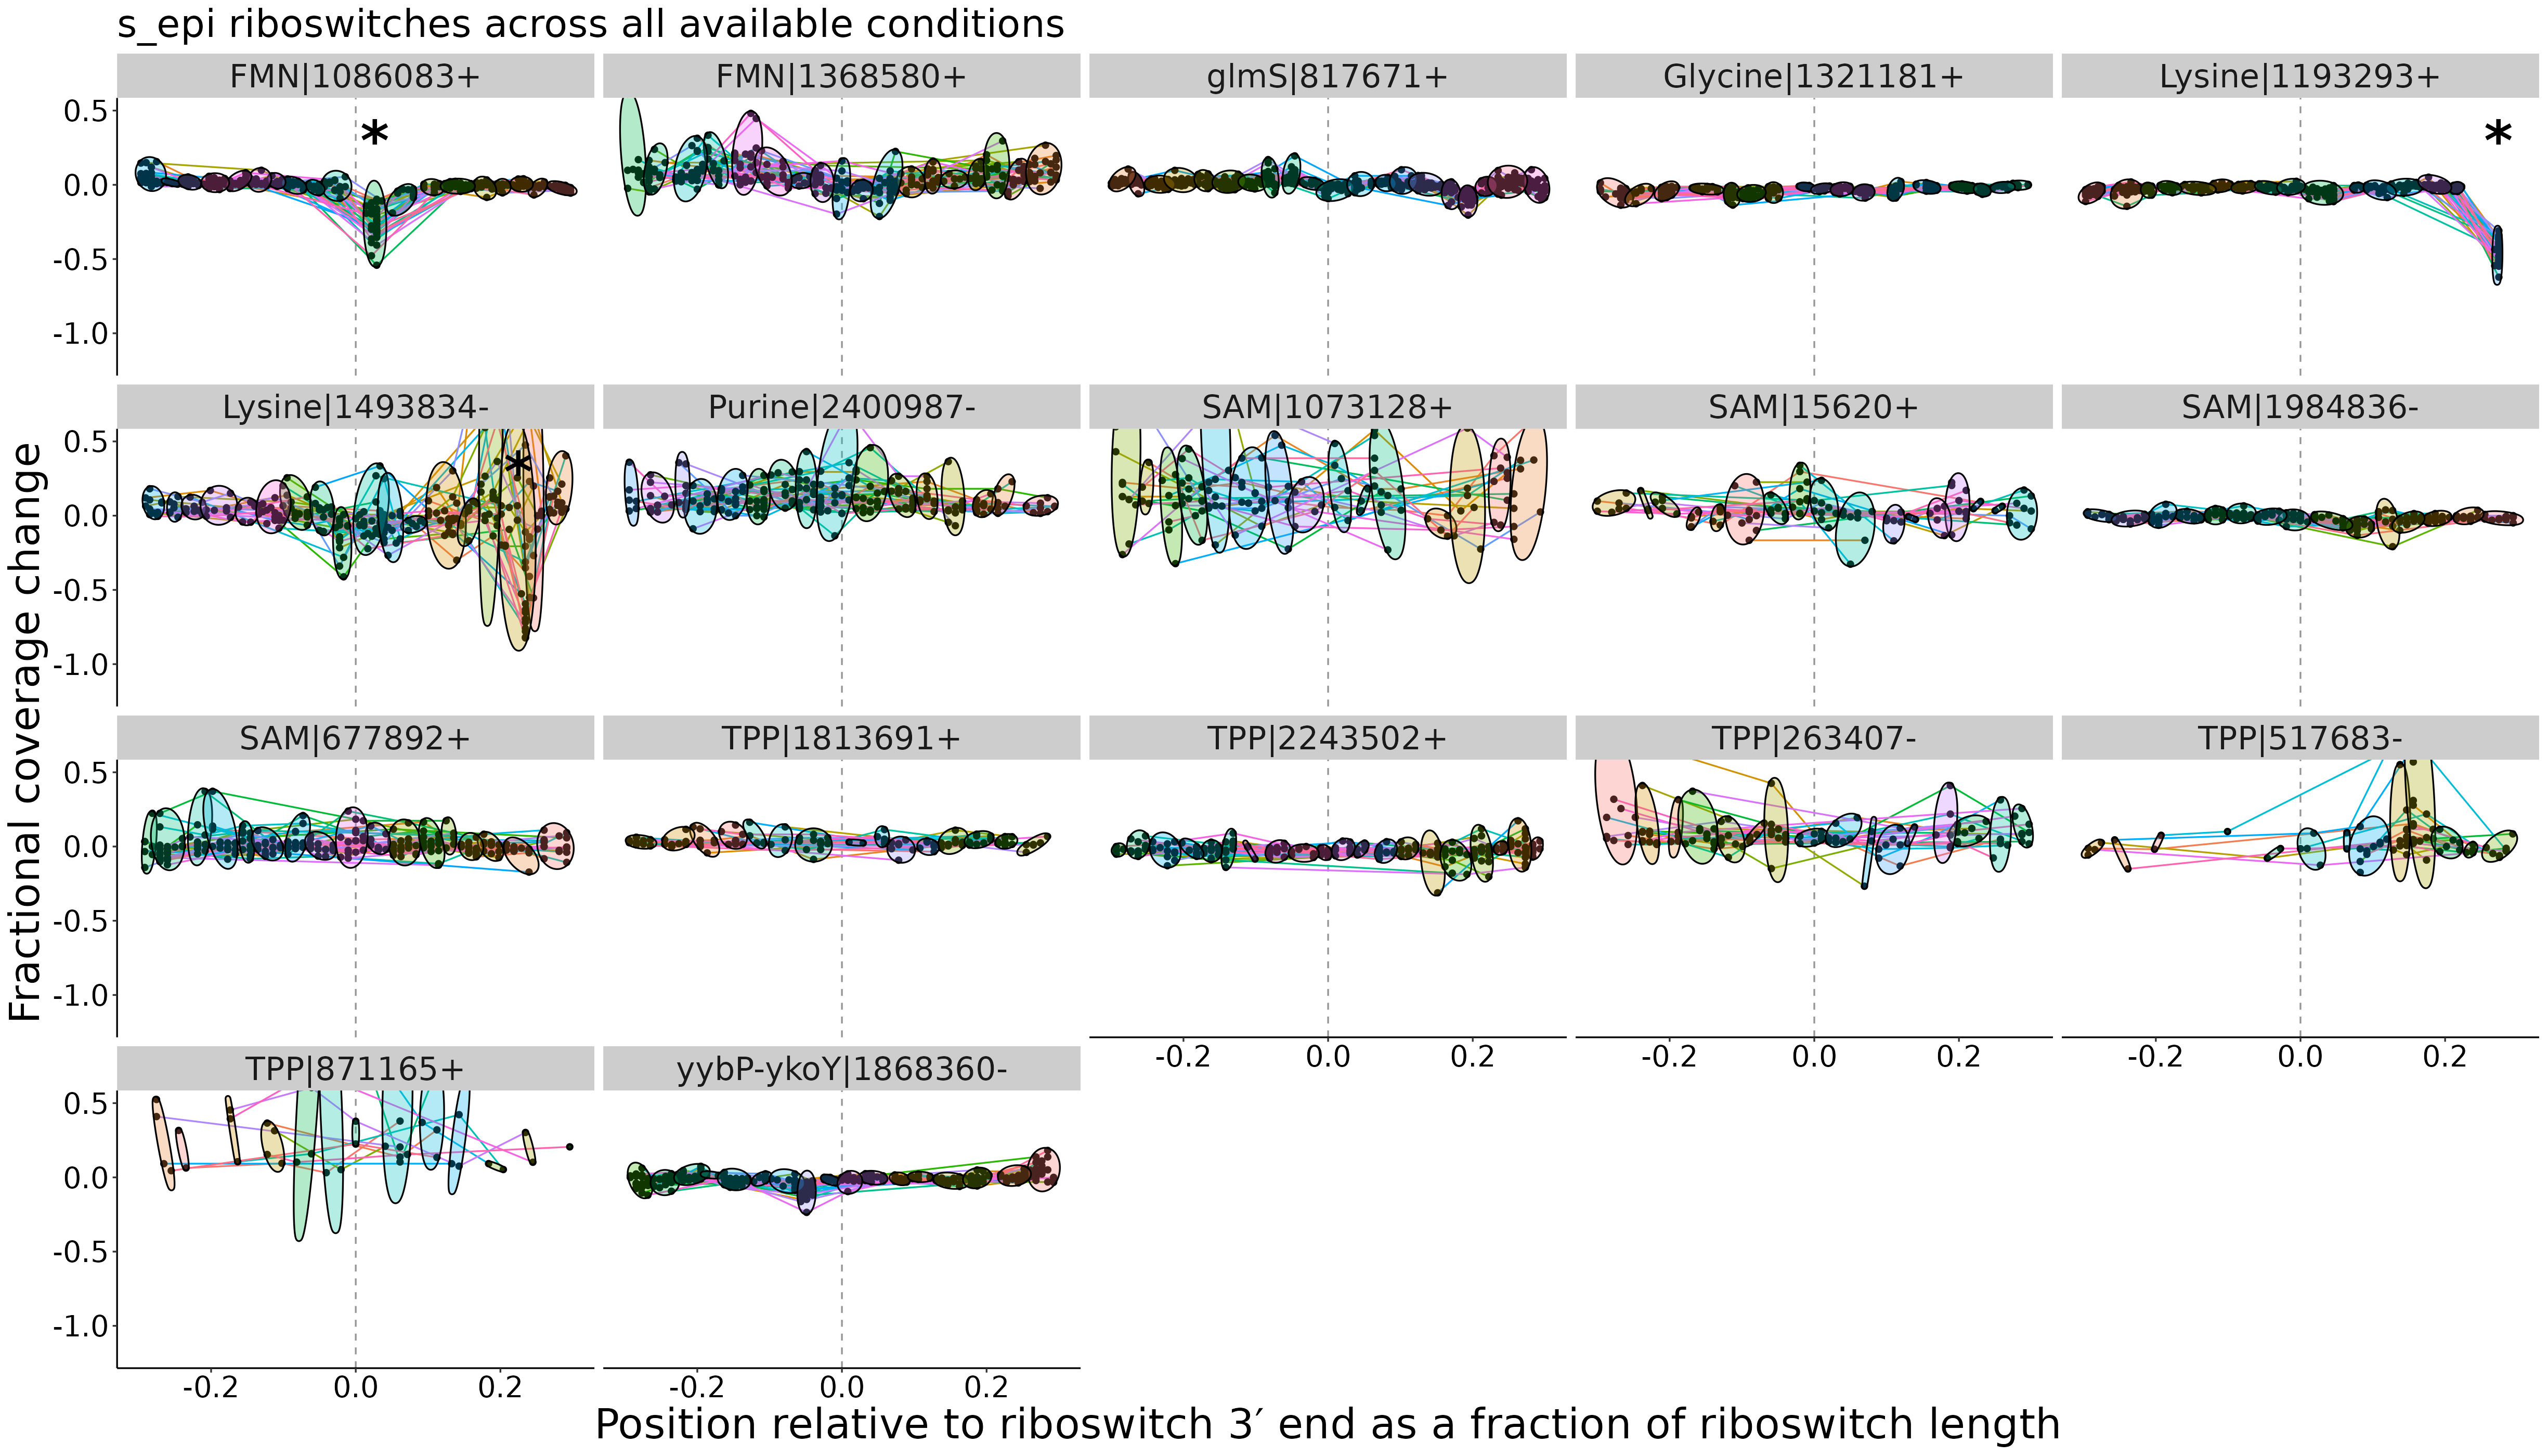 s_epi riboswitches across all available conditions
FMN|1086083+ FMN|1368580+ glmS|817671+ Glycine|1321181+ Lysine|1193293+
0.5
* *
0.0
-0.5
-1.0
Lysine|1493834- Purine|2400987- SAM|1073128+ SAM|15620+ SAM|1984836-
0.5
*
0.0
-0.5
-1.0
SAM|677892+ TPP|1813691+ TPP|2243502+ TPP|263407- TPP|517683-
0.5
0.0
-0.5
-1.0
-0.2 0.0 0.2 -0.2 0.0 0.2 -0.2 0.0 0.2
TPP|871165+ yybP-ykoY|1868360-
0.5
0.0
-0.5
-1.0
-0.2 0.0 0.2 -0.2 0.0 0.2
Fractional coverage change
Position relative to riboswitch 3′ end as a fraction of riboswitch length